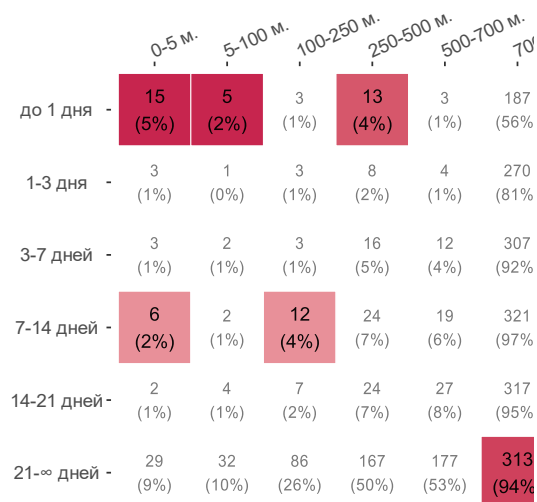 0-5 м. 5-100 м. 100-250 м. 250-500 м. 500-700 м. 700
до 1 дня 15 5 3 13 3 187
(5%) (2%) (1%) (4%) (1%) (56%
1-3 дня 3 1 3 8 4 270
(1%) (0%) (1%) (2%) (1%) (81%
3-7 дней 3 2 3 16 12 307
(1%) (1%) (1%) (5%) (4%) (92%
7-14 дней 6 2 12 24 19 321
(2%) (1%) (4%) (7%) (6%) (97%
14-21 дней 2 4 7 24 27 317
(1%) (1%) (2%) (7%) (8%) (95%
21-∞ дней 29 32 86 167 177 313
(9%) (10%) (26%) (50%) (53%) (94%